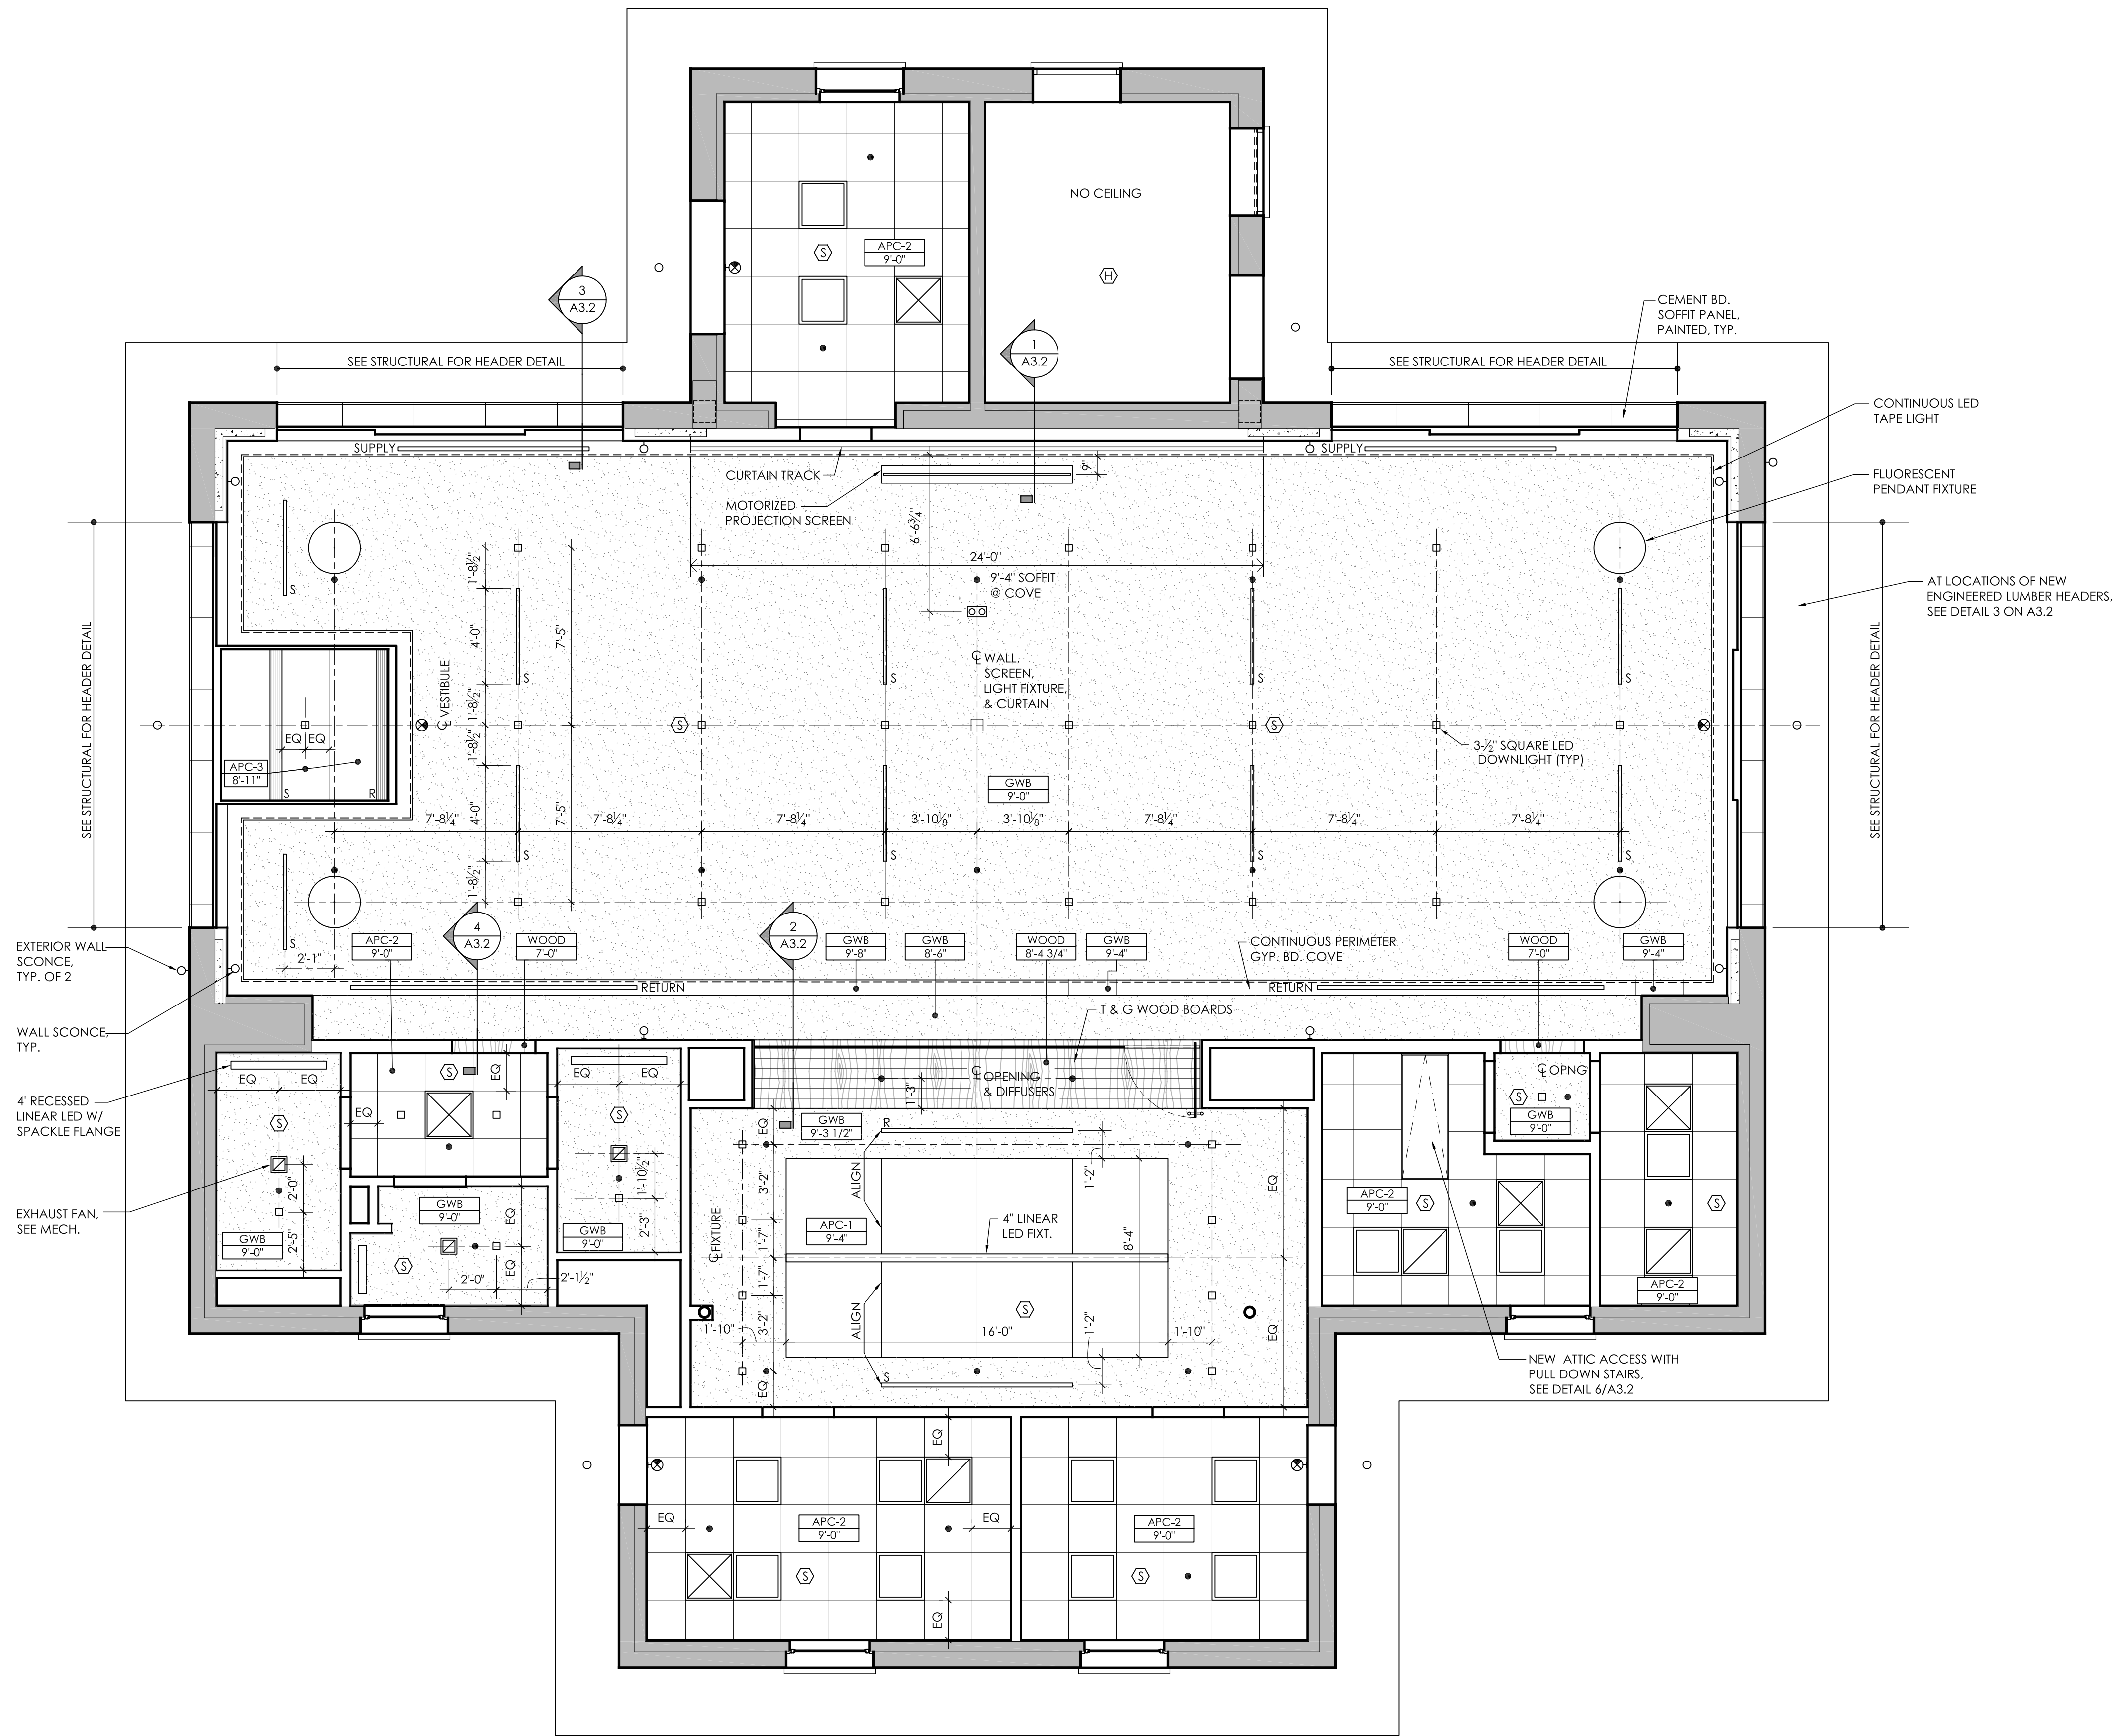 NO CEILING
APC-2
9'-0"
S
H
3
A3.2
1
A3.2
CEMENT BD.
SOFFIT PANEL,
PAINTED, TYP.
SEE STRUCTURAL FOR HEADER DETAIL
SEE STRUCTURAL FOR HEADER DETAIL
CONTINUOUS LED
TAPE LIGHT
SUPPLY
SUPPLY
CURTAIN TRACK
9"
FLUORESCENT
PENDANT FIXTURE
MOTORIZED
PROJECTION SCREEN
6'-6¾"
24'-0"
1'-8½"
S
9'-4" SOFFIT
@ COVE
AT LOCATIONS OF NEW
ENGINEERED LUMBER HEADERS,
SEE DETAIL 3 ON A3.2
4'-0"
7'-5"
SEE STRUCTURAL FOR HEADER DETAIL
SEE STRUCTURAL FOR HEADER DETAIL
℄ VESTIBULE
℄ WALL,
SCREEN,
LIGHT FIXTURE,
& CURTAIN
S
S
S
S
1'-8½"
S
S
1'-8½"
EQ
EQ
3-½" SQUARE LED
DOWNLIGHT (TYP)
APC-3
8'-11"
S
R
GWB
9'-0"
4'-0"
7'-5"
7'-8¼"
7'-8¼"
7'-8¼"
3'-10⅛"
3'-10⅛"
7'-8¼"
7'-8¼"
7'-8¼"
S
S
S
S
1'-8½"
S
2'-1"
EXTERIOR WALL
SCONCE,
TYP. OF 2
APC-2
9'-0"
4
A3.2
WOOD
7'-0"
2
A3.2
GWB
9'-8"
GWB
8'-6"
WOOD
8'-4 3/4"
GWB
9'-4"
CONTINUOUS PERIMETER
GYP. BD. COVE
WOOD
7'-0"
GWB
9'-4"
RETURN
RETURN
T & G WOOD BOARDS
WALL SCONCE,
TYP.
EQ
EQ
S
EQ
EQ
EQ
℄ OPENING
& DIFFUSERS
1'-3"
℄ OPNG
4' RECESSED
LINEAR LED W/
SPACKLE FLANGE
S
EQ
S
EQ
GWB
9'-3 1/2"
R
S
GWB
9'-0"
2'-0"
1'-10½"
3'-2"
ALIGN
1'-2"
EQ
EXHAUST FAN,
SEE MECH.
GWB
9'-0"
2'-5"
GWB
9'-0"
EQ
GWB
9'-0"
2'-3"
APC-2
9'-0"
S
S
℄ FIXTURE
APC-1
9'-4"
4" LINEAR
LED FIXT.
8'-4"
1'-7"
S
2'-0"
EQ
2'-1½"
1'-7"
APC-2
9'-0"
ALIGN
S
3'-2"
1'-10"
16'-0"
1'-2"
1'-10"
EQ
EQ
S
NEW  ATTIC ACCESS WITH
PULL DOWN STAIRS,
SEE DETAIL 6/A3.2
EQ
EQ
EQ
APC-2
9'-0"
APC-2
9'-0"
S
S
EQ